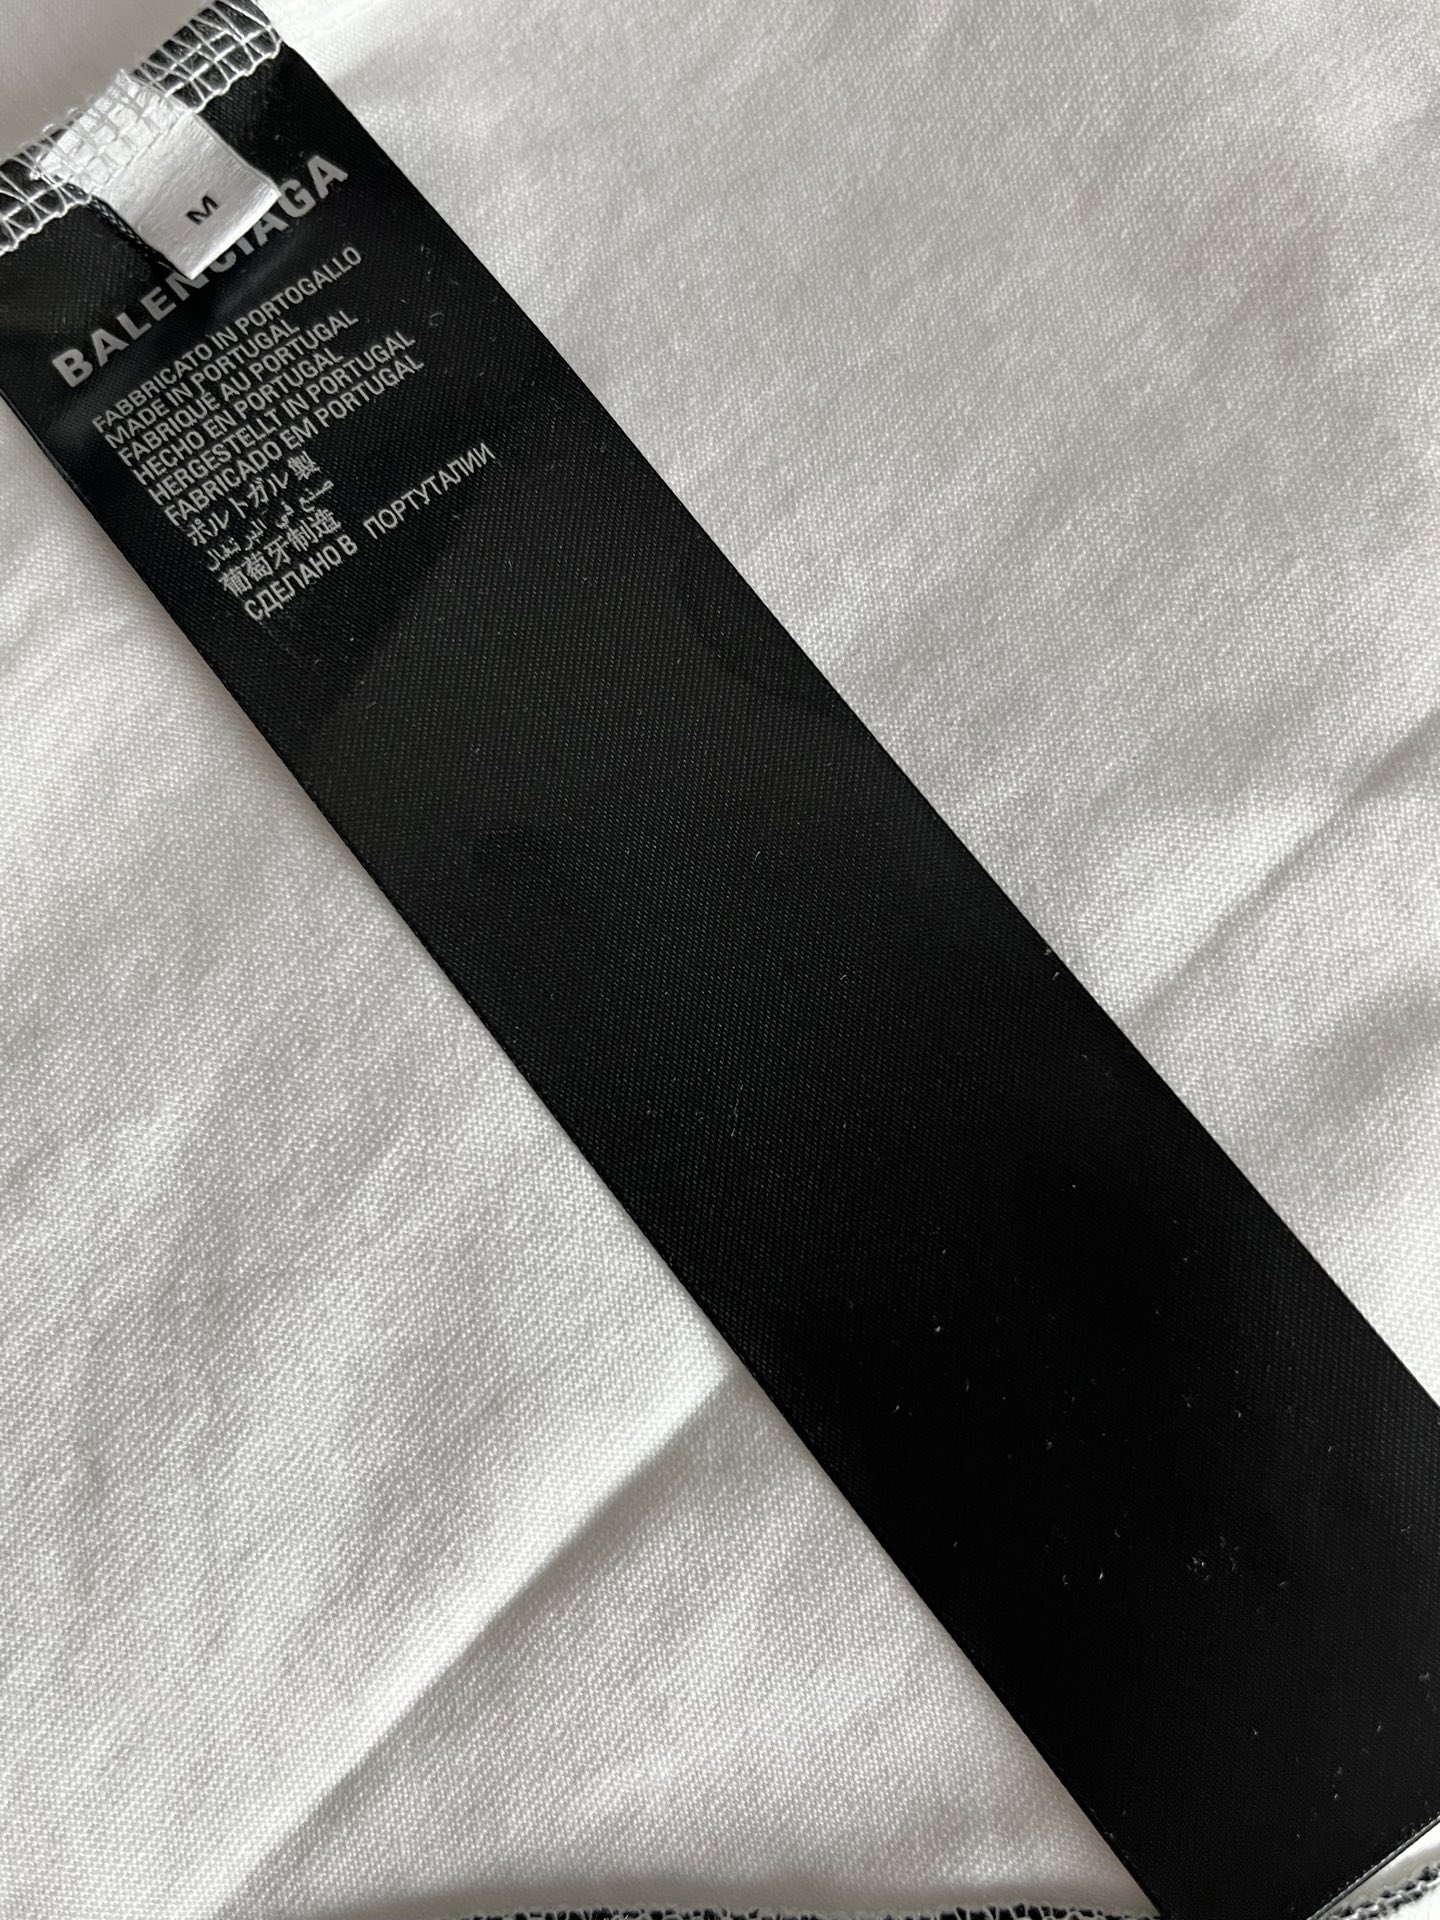 M
BALENCIAGA
FABBRICATO IN PORTOGALLO
MADE IN PORTUGAL
FABRIQUÉ AU PORTUGAL
HECHO EN PORTUGAL
HERGESTELLT IN PORTUGAL
FABRICADO EM PORTUGAL
ポルトガル 製
صنع في البرتغال
葡萄牙制造
СДЕЛАНО В ПОРТУТАЛИИ